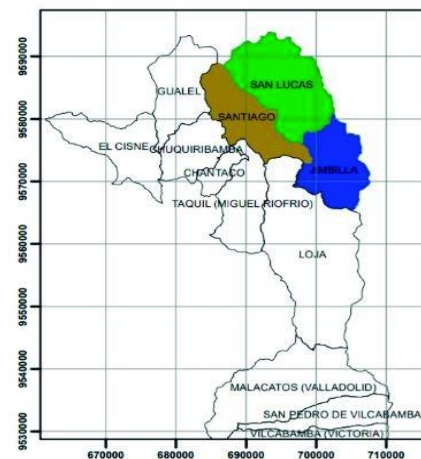 9590000
SAN LUCAS
GUALEL
9580000
SANTIAGO
EL CISNE
CHUQUIRIBAMBA
JIMBILLA
9570000
CHANTACO
TAQUIL (MIGUEL RIOFRIO)
9560000
LOJA
9550000
9540000
MALACATOS (VALLADOLID)
SAN PEDRO DE VILCABAMBA
9530000
VILCABAMBA (VICTORIA)
670000 680000 690000 700000 710000